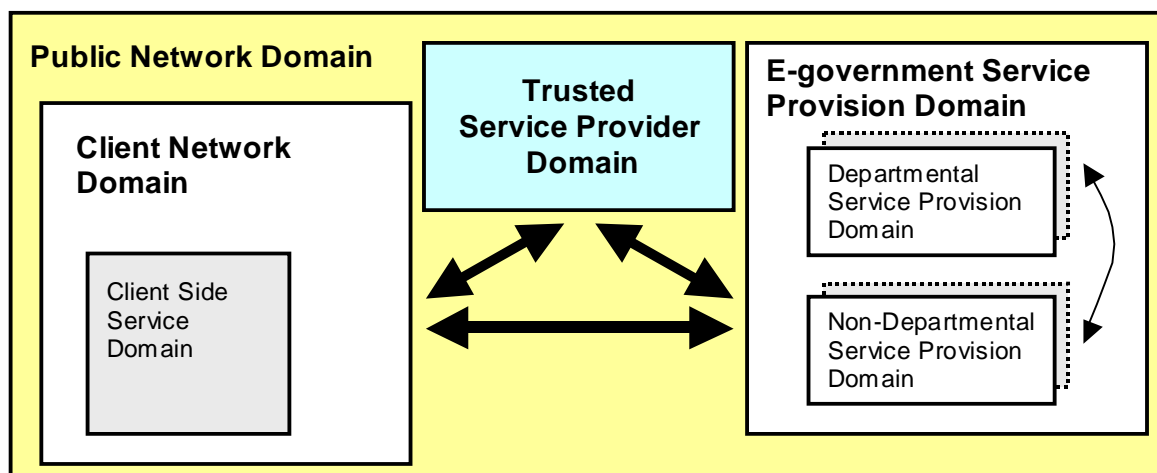 Public Network Domain
Client Network
Domain
Client Side
Service
Domain
Trusted
Service Provider
Domain
E-government Service
Provision Domain
Departmental
Service Provision
Domain
Non-Departmental
Service Provision
Domain